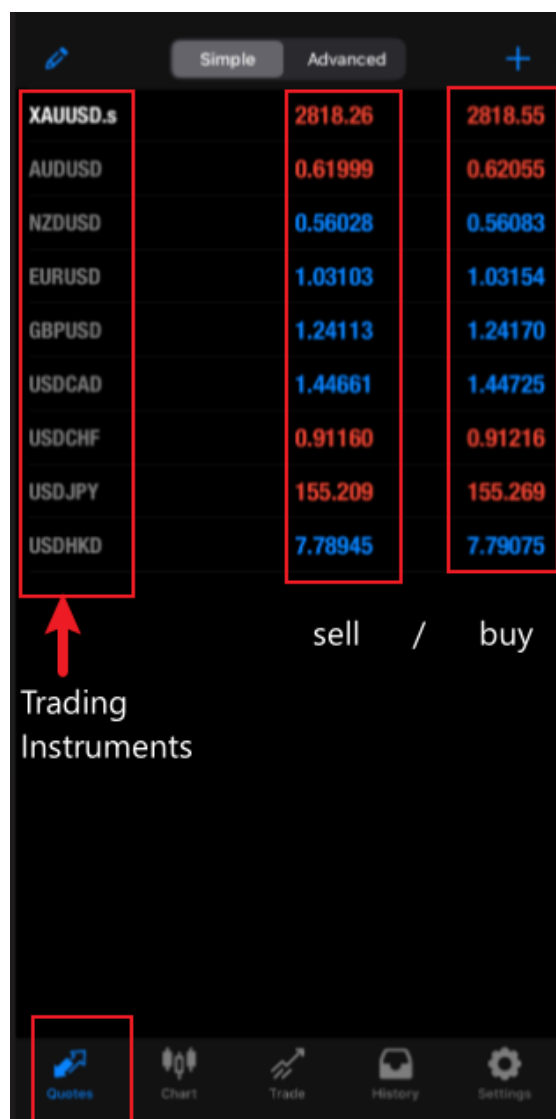 Simple Advanced
XAUUSD.s 2818.26 2818.55
AUDUSD 0.61999 0.62055
NZDUSD 0.56028 0.56083
EURUSD 1.03103 1.03154
GBPUSD 1.24113 1.24170
USDCAD 1.44661 1.44725
USDCHF 0.91160 0.91216
USDJPY 155.209 155.269
USDHKD 7.78945 7.79075
sell / buy
Trading
Instruments
Quotes Chart Trade History Settings